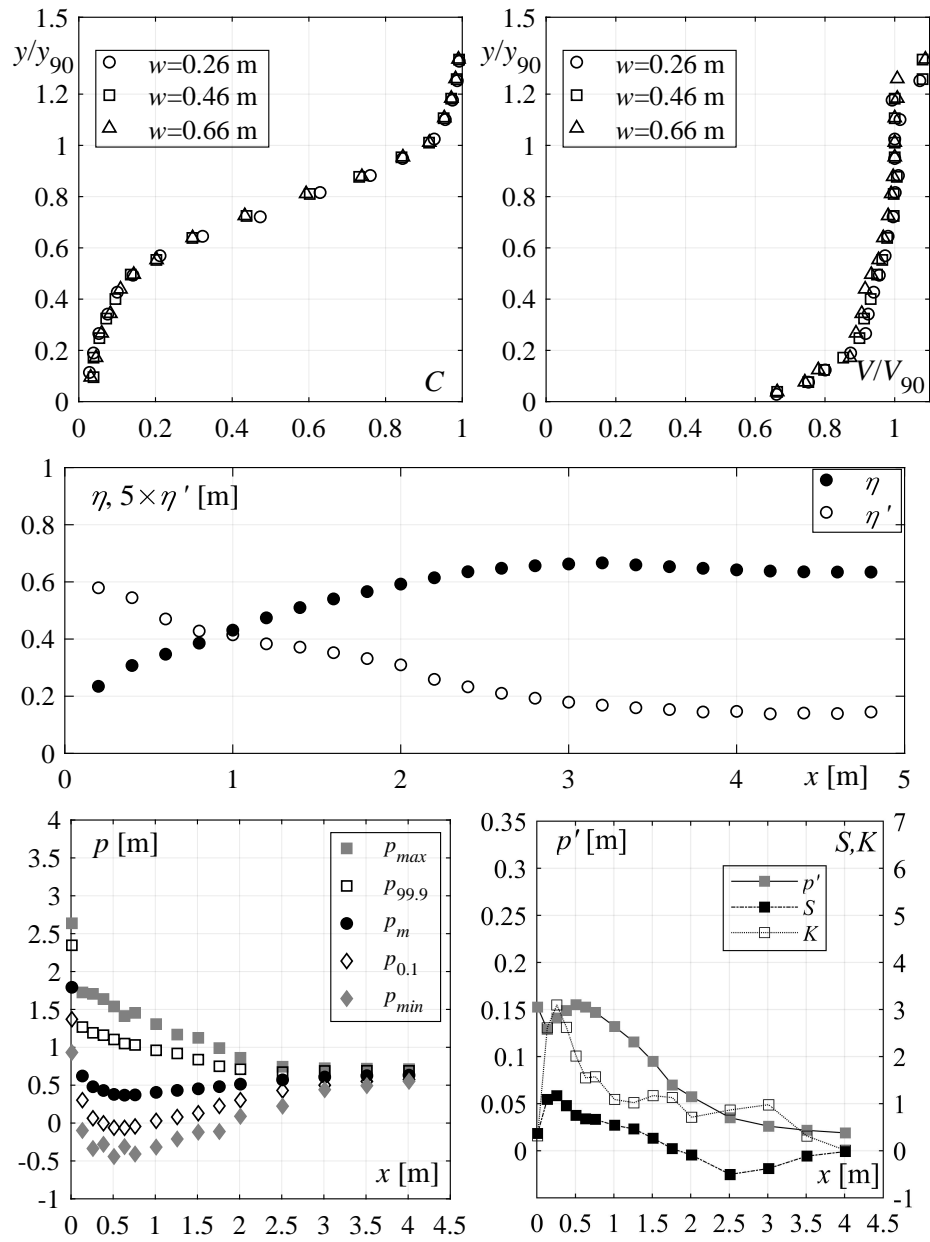 1.5
y/y90
1.2
1
0.8
0.6
0.4
0.2
0
w=0.26 m
w=0.46 m
w=0.66 m
C
0 0.2 0.4 0.6 0.8 1
1.5
y/y90
1.2
1
0.8
0.6
0.4
0.2
0
w=0.26 m
w=0.46 m
w=0.66 m
V/V90
0 0.2 0.4 0.6 0.8 1
1
0.8
0.6
0.4
0.2
0
η, 5×η' [m]
η
η'
0 1 2 3 4 x [m] 5
4
3.5
3
2.5
2
1.5
1
0.5
0
-0.5
-1
p [m]
pmax
p99.9
pm
p0.1
pmin
x [m]
0 0.5 1 1.5 2 2.5 3 3.5 4 4.5
0.35
0.3
0.25
0.2
0.15
0.1
0.05
0
p' [m]
S,K
p'
S
K
7
6
5
4
3
2
1
0
-1
x [m]
0 0.5 1 1.5 2 2.5 3 3.5 4 4.5